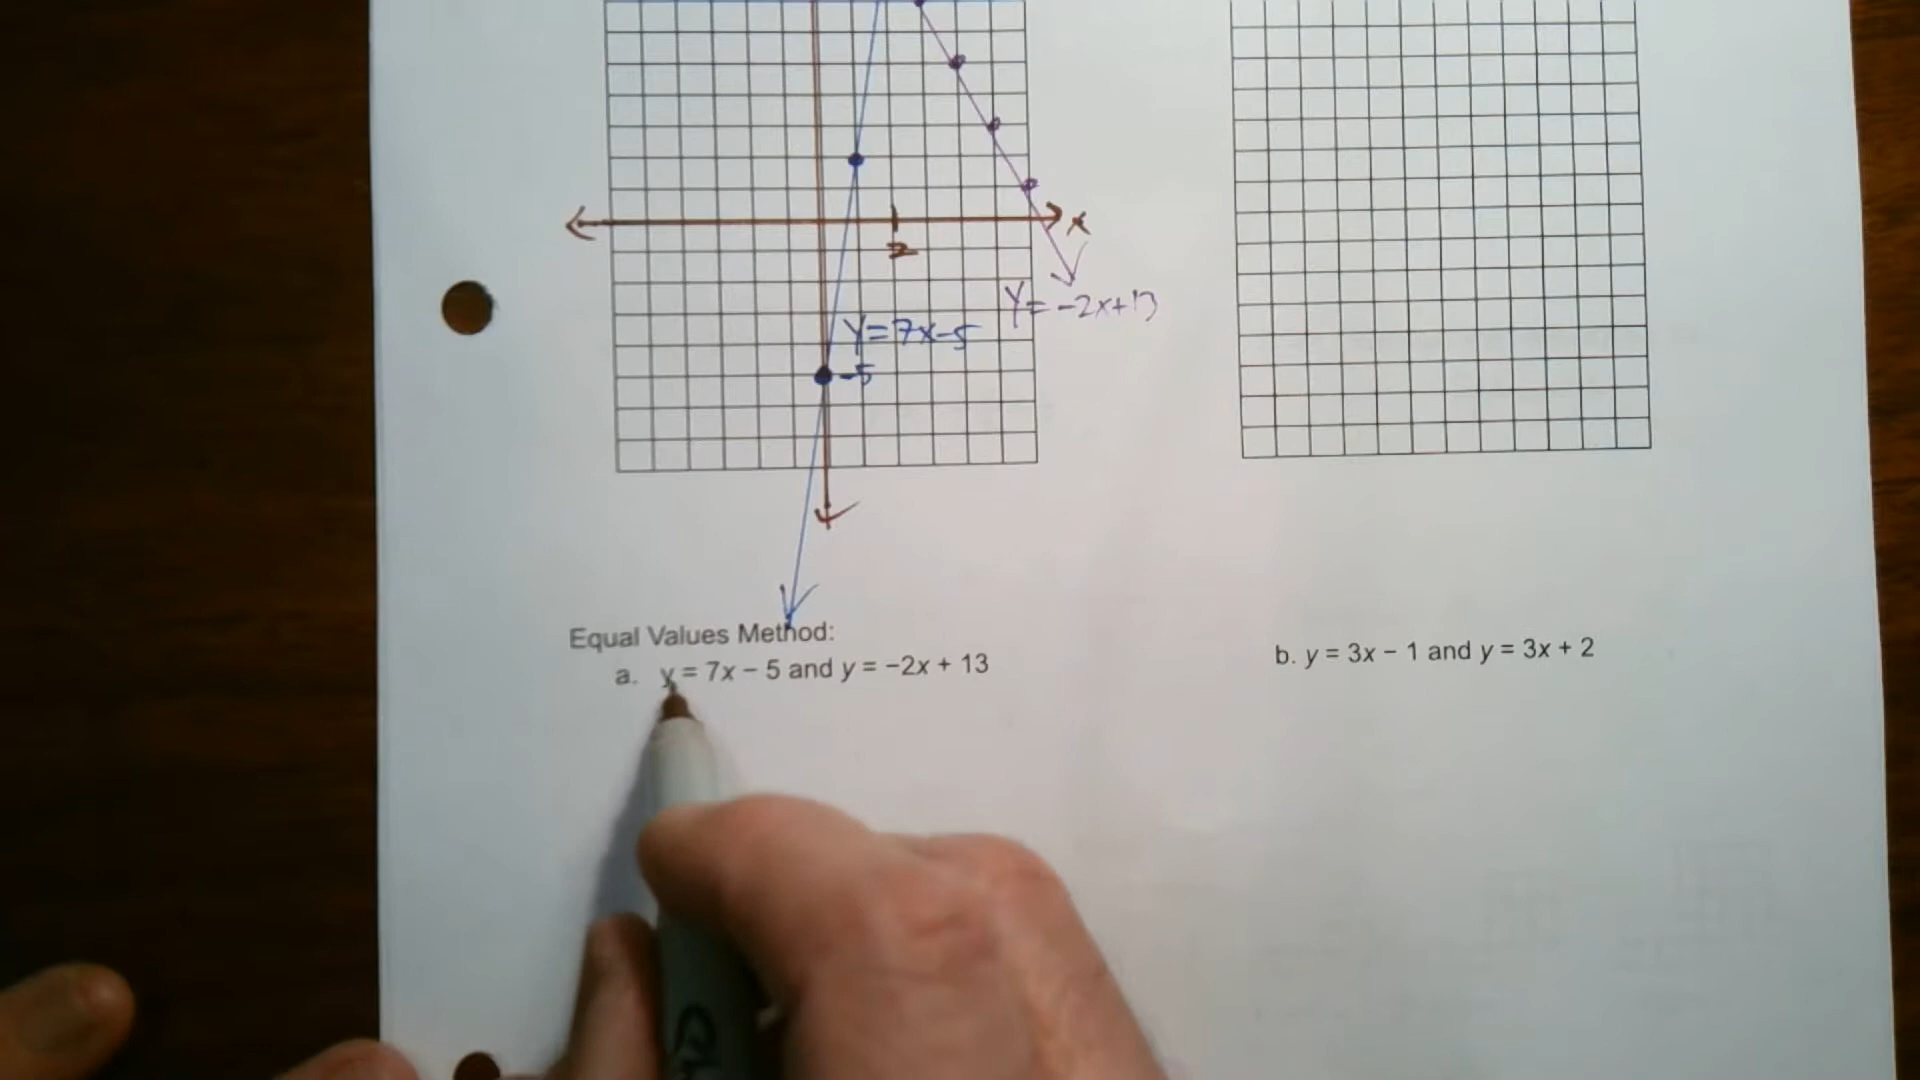 x
2
y = -2x+13
y=7x-5
-5
Equal Values Method:
a. y = 7x − 5 and y = −2x + 13
b. y = 3x − 1 and y = 3x + 2